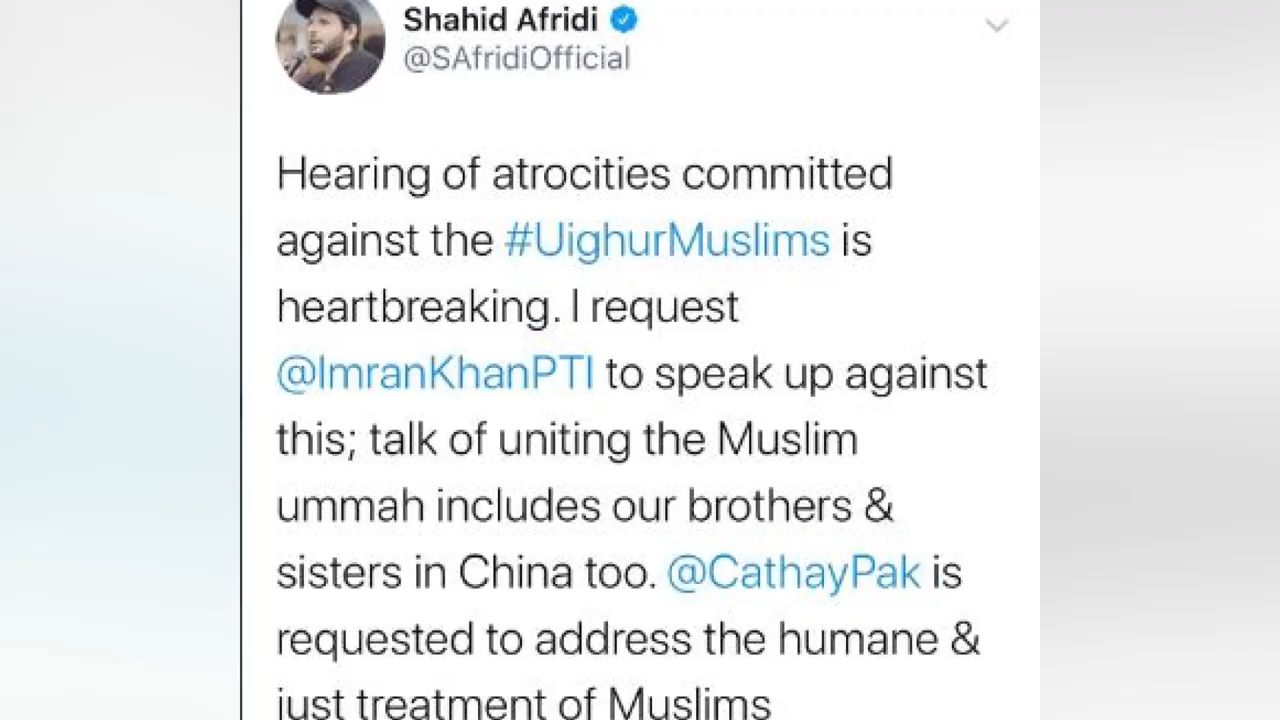 Shahid Afridi
@SAfridiOfficial
Hearing of atrocities committed
against the #UighurMuslims is
heartbreaking. I request
@ImranKhanPTI to speak up against
this; talk of uniting the Muslim
ummah includes our brothers &
sisters in China too. @CathayPak is
requested to address the humane &
just treatment of Muslims